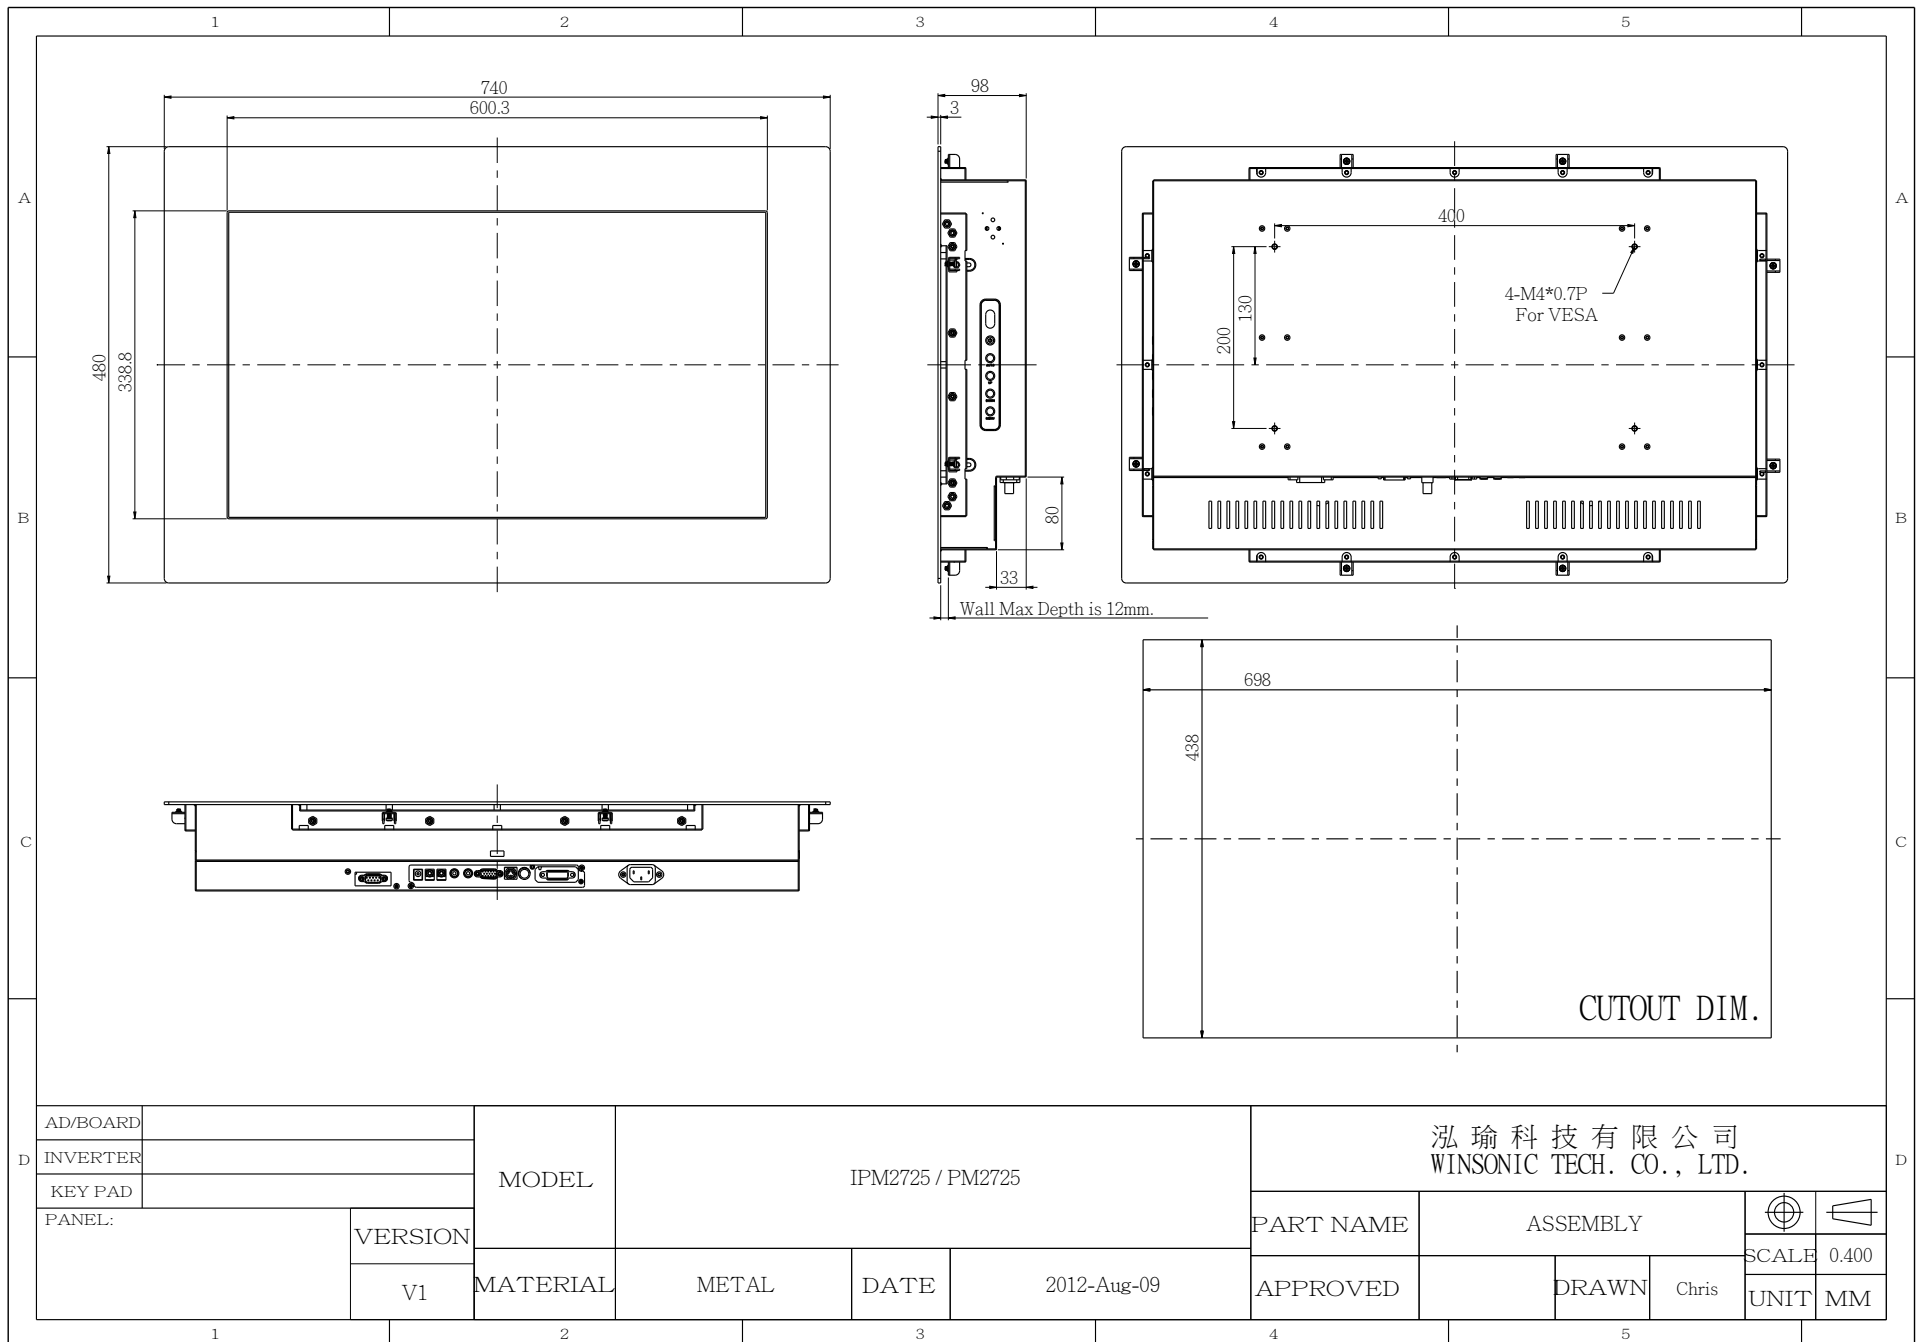 1 2 3 4 5
740
600.3
98
3
A
A
400
4-M4*0.7P
For VESA
130
200
480
338.8
B
B
80
33
Wall Max Depth is 12mm.
698
438
C
C
CUTOUT DIM.
AD/BOARD
INVERTER
KEY PAD
PANEL:
VERSION
V1
MODEL
IPM2725 / PM2725
MATERIAL
METAL
DATE
2012-Aug-09
泓瑜科技有限公司
WINSONIC TECH. CO., LTD.
PART NAME
ASSEMBLY
SCALE
0.400
APPROVED
DRAWN
Chris
UNIT
MM
D
D
1 2 3 4 5